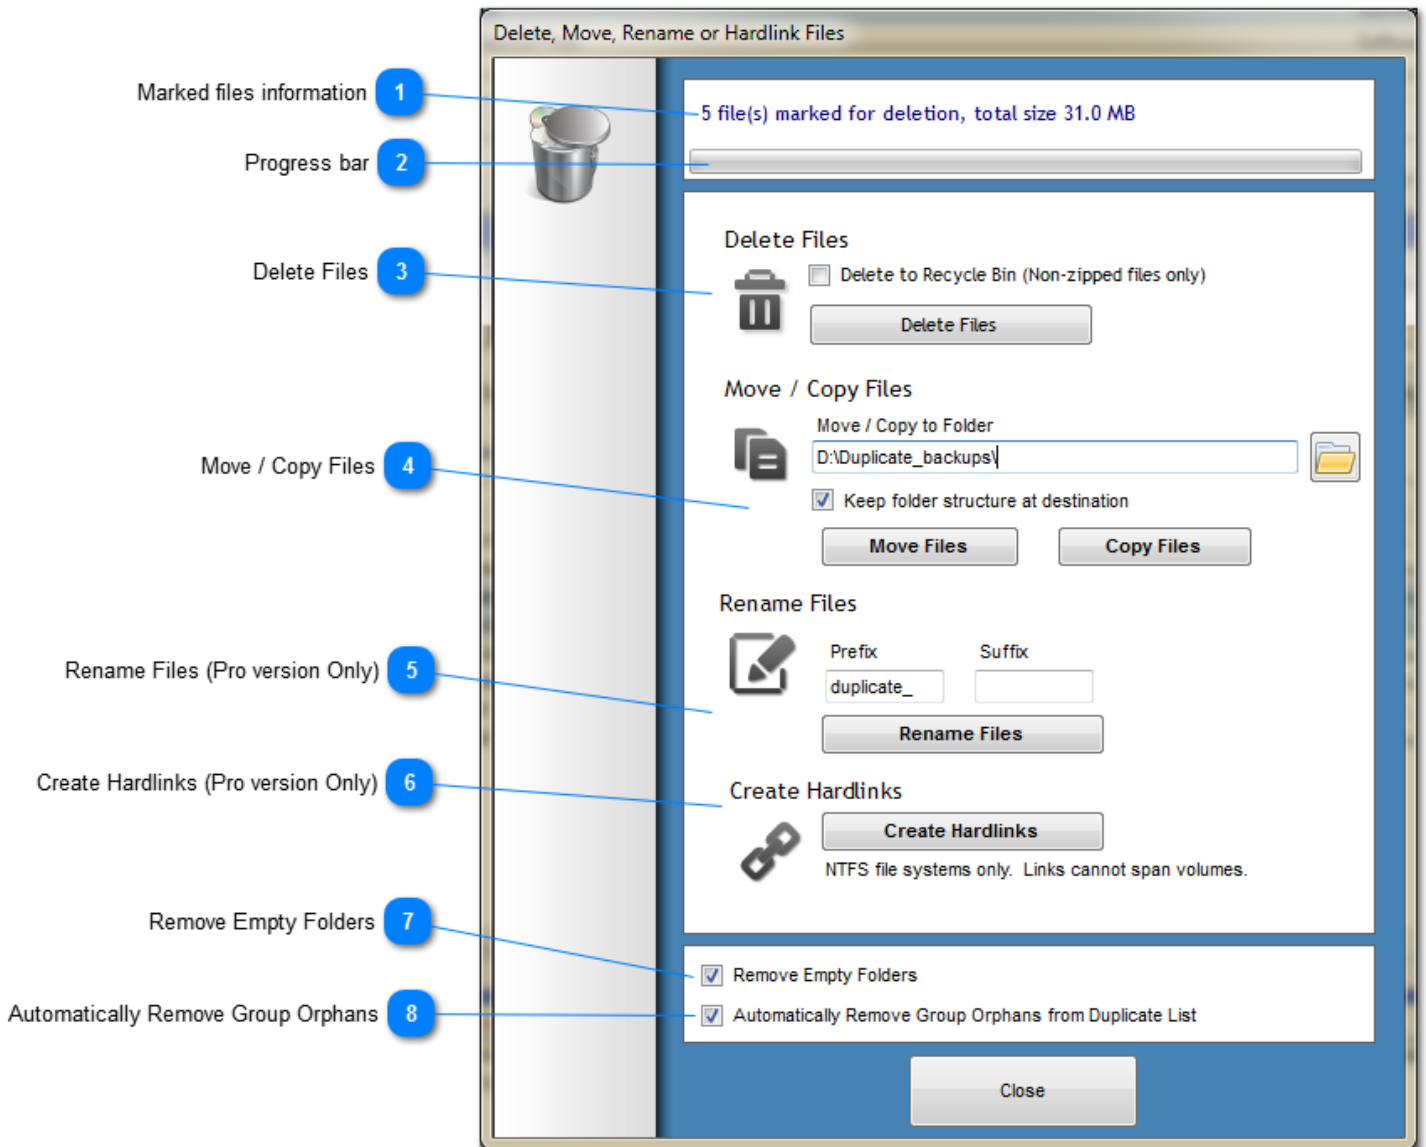 Delete, Move, Rename or Hardlink Files
Marked files information 1
5 file(s) marked for deletion, total size 31.0 MB
Progress bar 2
Delete Files
Delete Files 3
Delete to Recycle Bin (Non-zipped files only)
Delete Files
Move / Copy Files
Move / Copy to Folder
Move / Copy Files 4
D:\Duplicate_backups\
Keep folder structure at destination
Move Files Copy Files
Rename Files
Prefix Suffix
Rename Files (Pro version Only) 5
duplicate_
Rename Files
Create Hardlinks (Pro version Only) 6
Create Hardlinks
Create Hardlinks
NTFS file systems only. Links cannot span volumes.
Remove Empty Folders 7
Remove Empty Folders
Automatically Remove Group Orphans 8
Automatically Remove Group Orphans from Duplicate List
Close